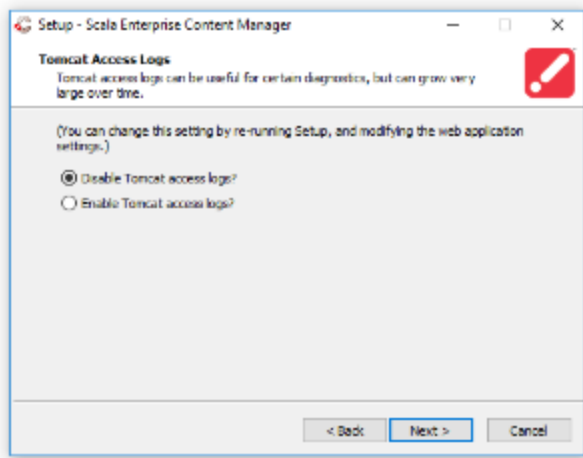 Setup - Scala Enterprise Content Manager
Tomcat Access Logs
Tomcat access logs can be useful for certain diagnostics, but can grow very
large over time.
(You can change this setting by re-running Setup, and modifying the web application
settings.)
Disable Tomcat access logs?
Enable Tomcat access logs?
< Back
Next >
Cancel